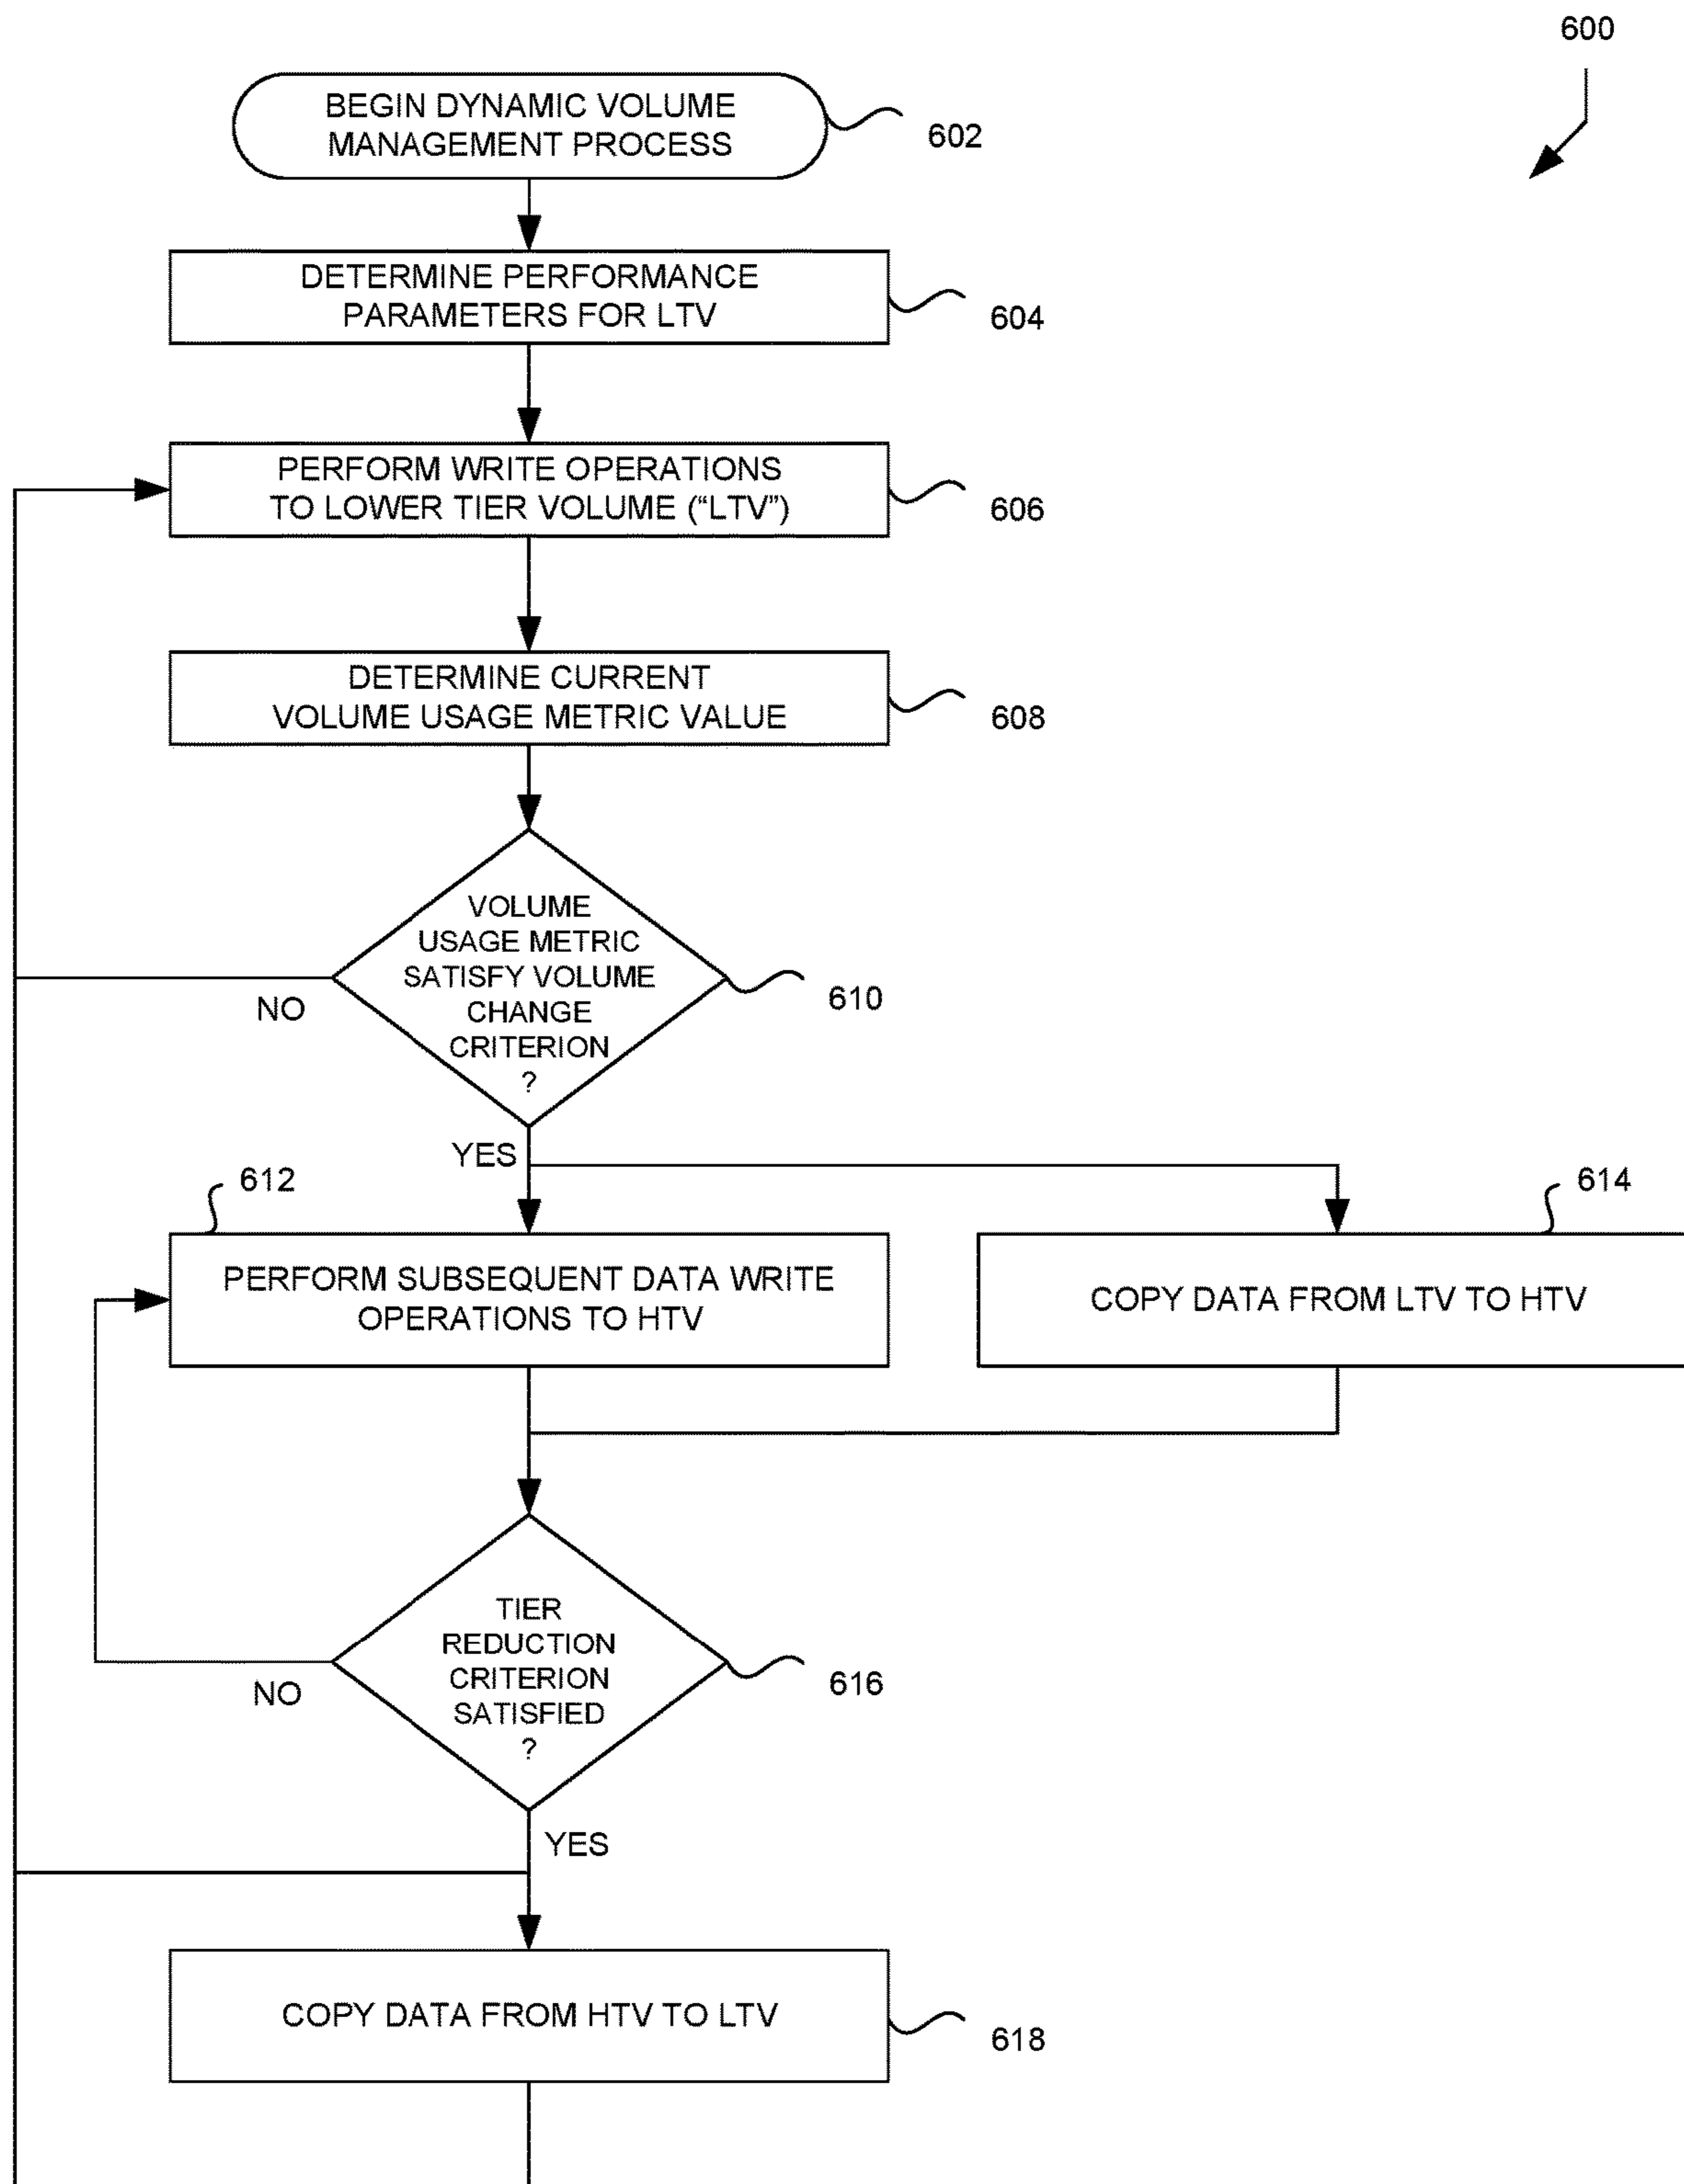 600
BEGIN DYNAMIC VOLUME
MANAGEMENT PROCESS
602
DETERMINE PERFORMANCE
PARAMETERS FOR LTV
604
PERFORM WRITE OPERATIONS
TO LOWER TIER VOLUME (“LTV”)
606
DETERMINE CURRENT
VOLUME USAGE METRIC VALUE
608
VOLUME
USAGE METRIC
SATISFY VOLUME
CHANGE
CRITERION
?
610
NO
YES
612
PERFORM SUBSEQUENT DATA WRITE
OPERATIONS TO HTV
614
COPY DATA FROM LTV TO HTV
TIER
REDUCTION
CRITERION
SATISFIED
?
616
NO
YES
COPY DATA FROM HTV TO LTV
618